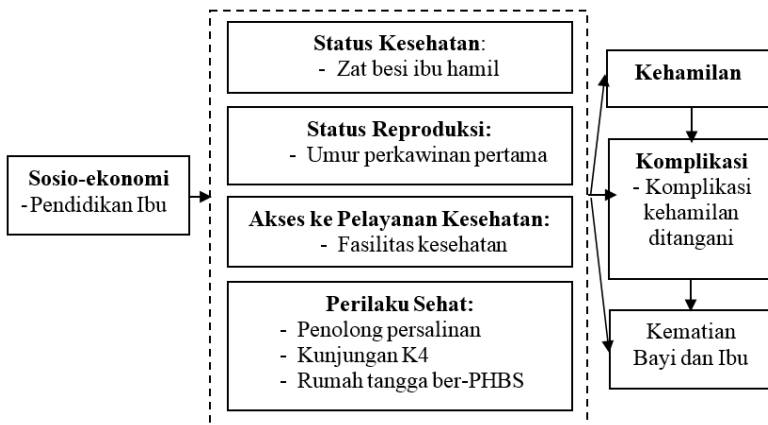 Sosio-ekonomi
-Pendidikan Ibu
Status Kesehatan:
- Zat besi ibu hamil
Status Reproduksi:
- Umur perkawinan pertama
Akses ke Pelayanan Kesehatan:
- Fasilitas kesehatan
Perilaku Sehat:
- Penolong persalinan
- Kunjungan K4
- Rumah tangga ber-PHBS
Kehamilan
Komplikasi
- Komplikasi
kehamilan
ditangani
Kematian
Bayi dan Ibu